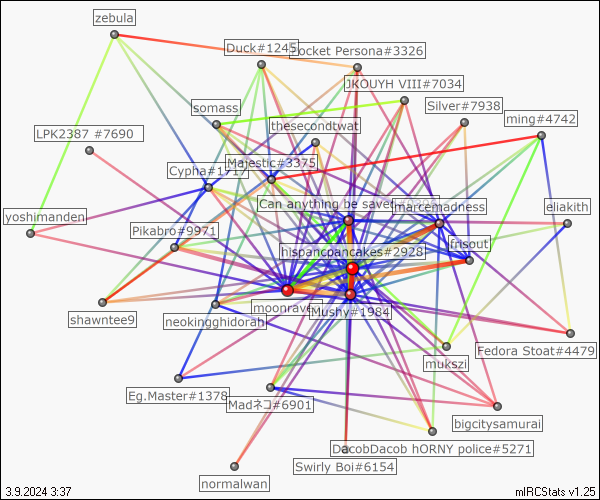 zebula
Duck#1245
Pocket Persona#3326
JKOUYH VIII#7034
Silver#7938
somass
thesecondtwat
ming#4742
LPK2387 #7690
Cypha#1717
Majestic#3375
Can anything be saved
marcemadness
eliakith
yoshimanden
Pikabro#9971
hispancpancakes#2928
frisout
shawntee9
neokingghidorah
moonrave
Mushy#1984
Fedora Stoat#4479
mukszi
Eg.Master#1378
Madネコ#6901
bigcitysamurai
DacobDacob hORNY police#5271
Swirly Boi#6154
normalwan
3.9.2024 3:37
mIRCStats v1.25